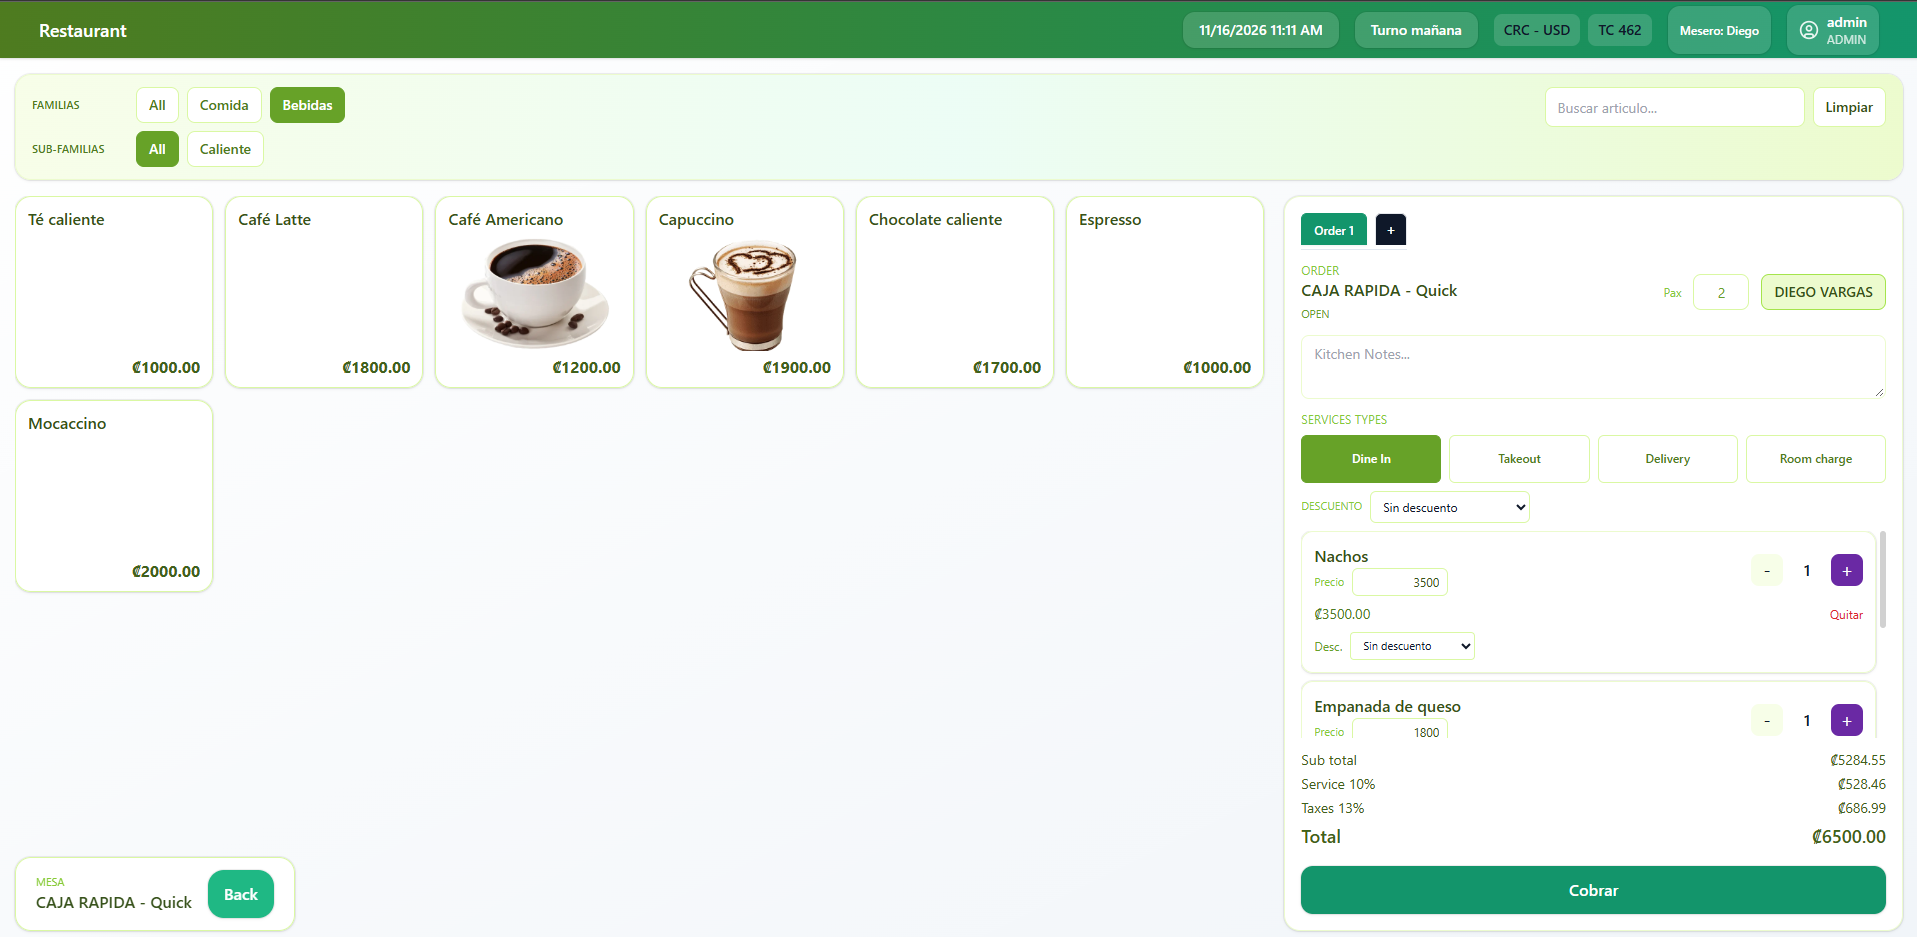 Restaurant
11/16/2026 11:11 AM
Turno mañana
CRC - USD
TC 462
Mesero: Diego
admin
ADMIN
FAMILIAS
All
Comida
Bebidas
Buscar articulo...
Limpiar
SUB-FAMILIAS
All
Caliente
Té caliente
₡1000.00
Café Latte
₡1800.00
Café Americano
₡1200.00
Capuccino
₡1900.00
Chocolate caliente
₡1700.00
Espresso
₡1000.00
Mocaccino
₡2000.00
MESA
CAJA RAPIDA - Quick
Back
Order 1
+
ORDER
CAJA RAPIDA - Quick
OPEN
Pax
2
DIEGO VARGAS
Kitchen Notes...
SERVICES TYPES
Dine In
Takeout
Delivery
Room charge
DESCUENTO
Sin descuento
Nachos
Precio
3500
-
1
+
₡3500.00
Quitar
Desc.
Sin descuento
Empanada de queso
Precio
1800
-
1
+
Sub total
₡5284.55
Service 10%
₡528.46
Taxes 13%
₡686.99
Total
₡6500.00
Cobrar